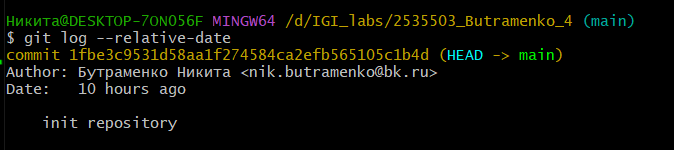 Никита@DESKTOP-7ON056F MINGW64 /d/IGI_labs/2535503_Butramenko_4 (main)
$ git log --relative-date
commit 1fbe3c9531d58aa1f274584ca2efb565105c1b4d (HEAD -> main)
Author: Бутраменко Никита <nik.butramenko@bk.ru>
Date:   10 hours ago
    init repository